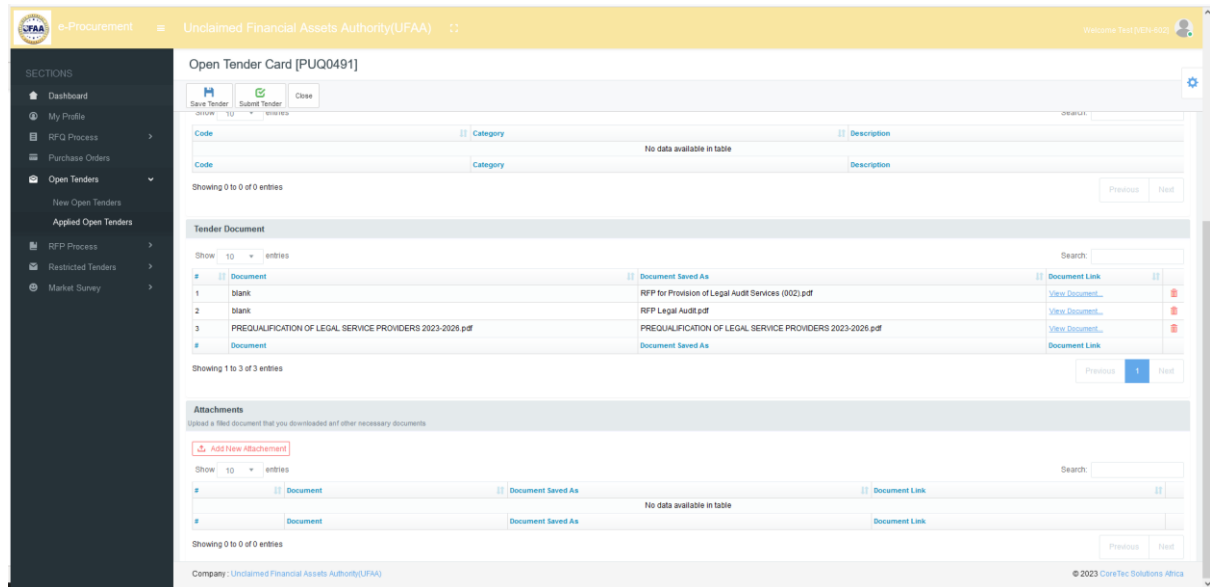 UFAA e-Procurement Unclaimed Financial Assets Authority(UFAA) Welcome Test
SECTIONS
Dashboard
My Profile
RFQ Process
Purchase Orders
Open Tenders
New Open Tenders
Applied Open Tenders
RFP Process
Restricted Tenders
Market Survey
Open Tender Card [PUQ0491]
Save Tender Submit Tender Close
Show 10 entries Search:
Code Category Description
No data available in table
Code Category Description
Showing 0 to 0 of 0 entries
Previous Next
Tender Document
Show 10 entries Search:
# Document Document Saved As Document Link
1 blank RFP for Provision of Legal Audit Services (002).pdf View Document...
2 blank RFP Legal Audit.pdf View Document...
3 PREQUALIFICATION OF LEGAL SERVICE PROVIDERS 2023-2026.pdf PREQUALIFICATION OF LEGAL SERVICE PROVIDERS 2023-2026.pdf View Document...
# Document Document Saved As Document Link
Showing 1 to 3 of 3 entries
Previous 1 Next
Attachments
Upload a filled document that you downloaded anf other necessary documents
Add New Attachement
Show 10 entries Search:
# Document Document Saved As Document Link
No data available in table
# Document Document Saved As Document Link
Showing 0 to 0 of 0 entries
Previous Next
Company : Unclaimed Financial Assets Authority(UFAA) © 2023 CoreTec Solutions Africa